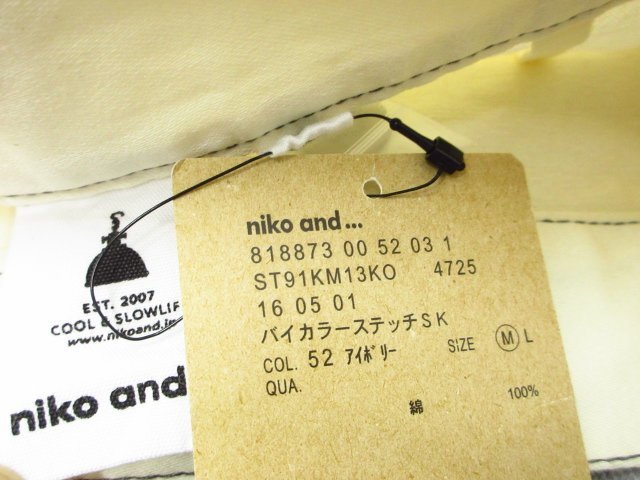 niko and...
818873 00 52 03 1
ST91KM13KO 4725
16 05 01
バイカラーステッチSK
COL. 52 ｱｲﾎﾞﾘｰ SIZE M L
QUA.
綿 100%
EST. 2007
COOL & SLOWLIF
www.nikoand.j
niko and